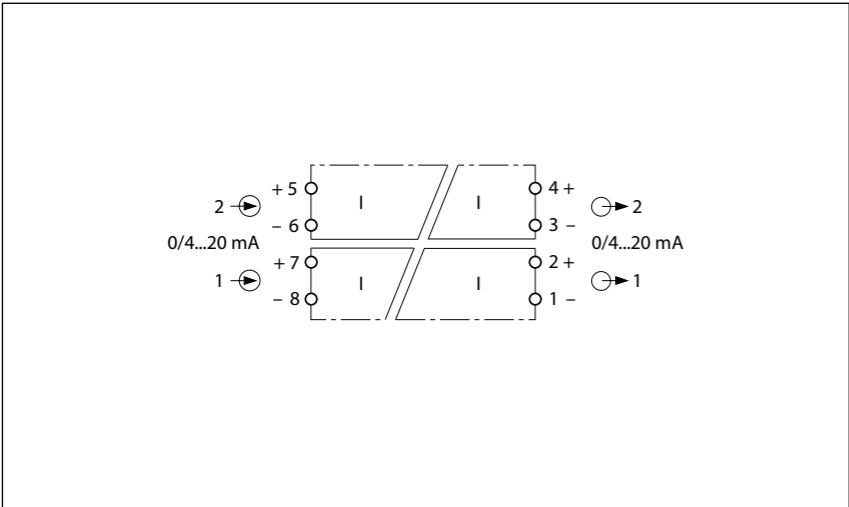 + 5
4 +
2
I
I
2
– 6
3 –
0/4...20 mA
0/4...20 mA
+ 7
2 +
1
I
I
1
– 8
1 –